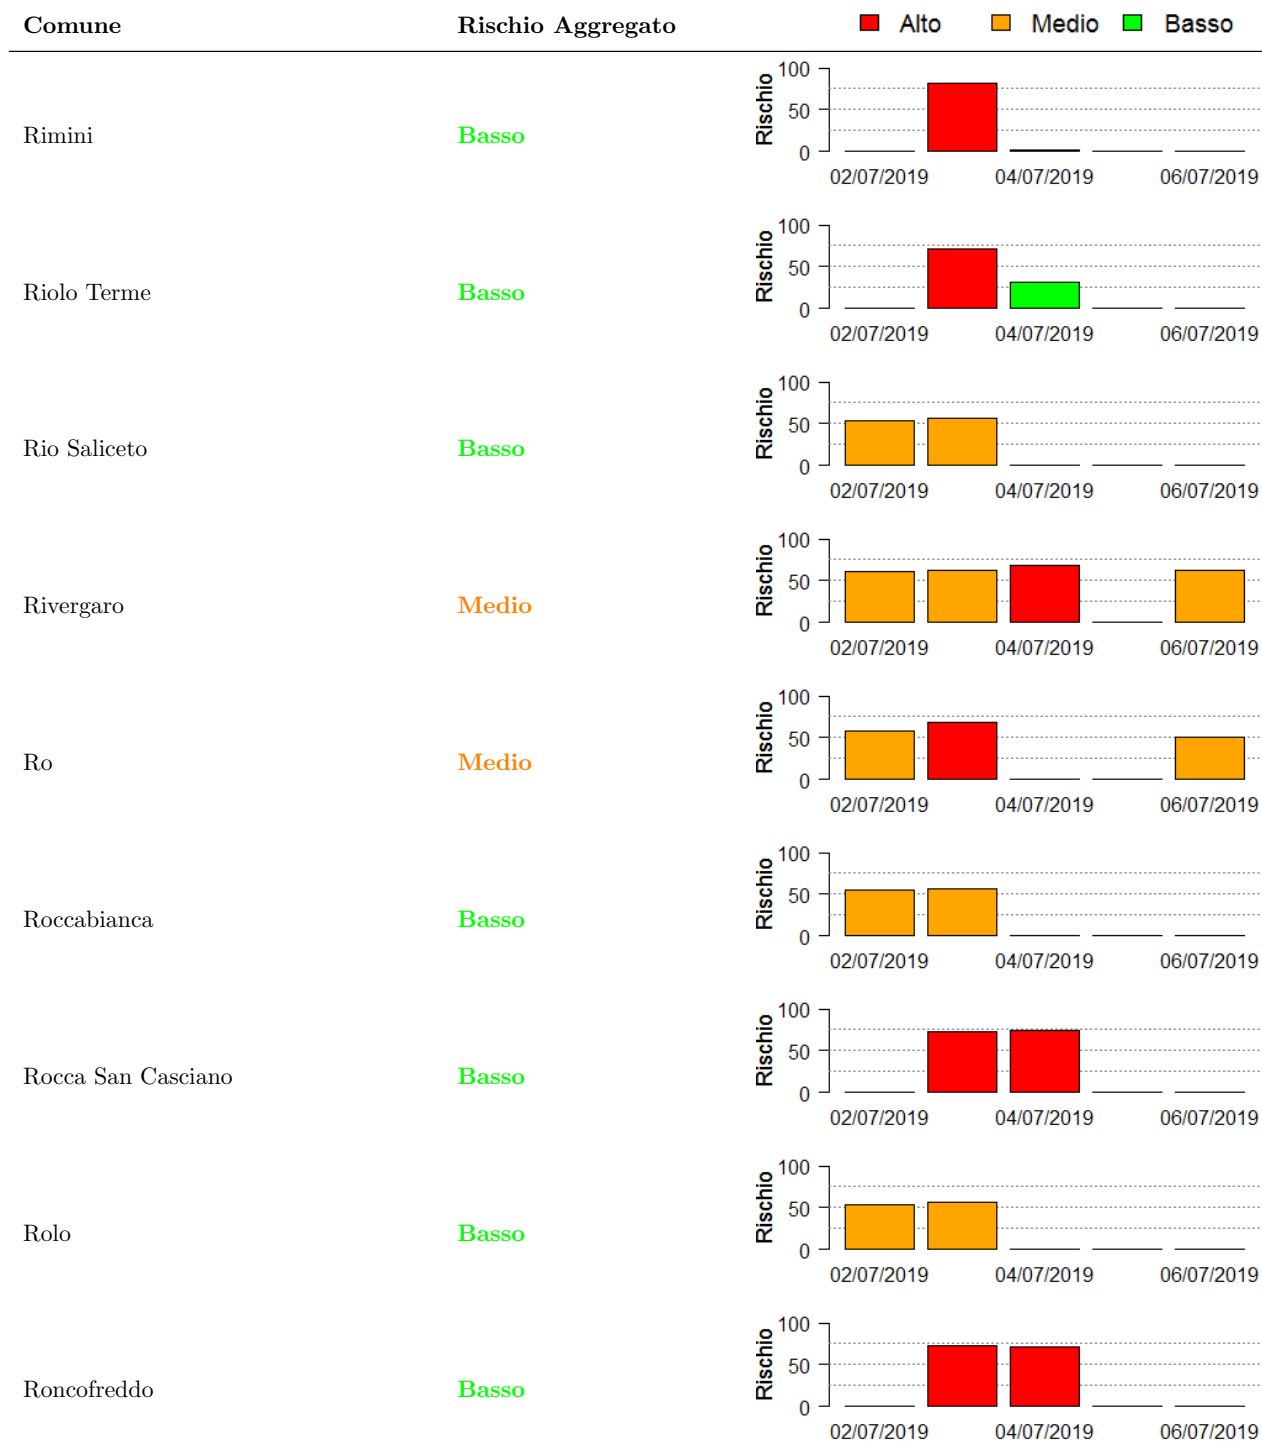 Comune Rischio Aggregato Alto Medio Basso
Rimini Basso Rischio 100 50 0
02/07/2019 04/07/2019 06/07/2019
Riolo Terme Basso Rischio 100 50 0
02/07/2019 04/07/2019 06/07/2019
Rio Saliceto Basso Rischio 100 50 0
02/07/2019 04/07/2019 06/07/2019
Rivergaro Medio Rischio 100 50 0
02/07/2019 04/07/2019 06/07/2019
Ro Medio Rischio 100 50 0
02/07/2019 04/07/2019 06/07/2019
Roccabianca Basso Rischio 100 50 0
02/07/2019 04/07/2019 06/07/2019
Rocca San Casciano Basso Rischio 100 50 0
02/07/2019 04/07/2019 06/07/2019
Rolo Basso Rischio 100 50 0
02/07/2019 04/07/2019 06/07/2019
Roncofreddo Basso Rischio 100 50 0
02/07/2019 04/07/2019 06/07/2019